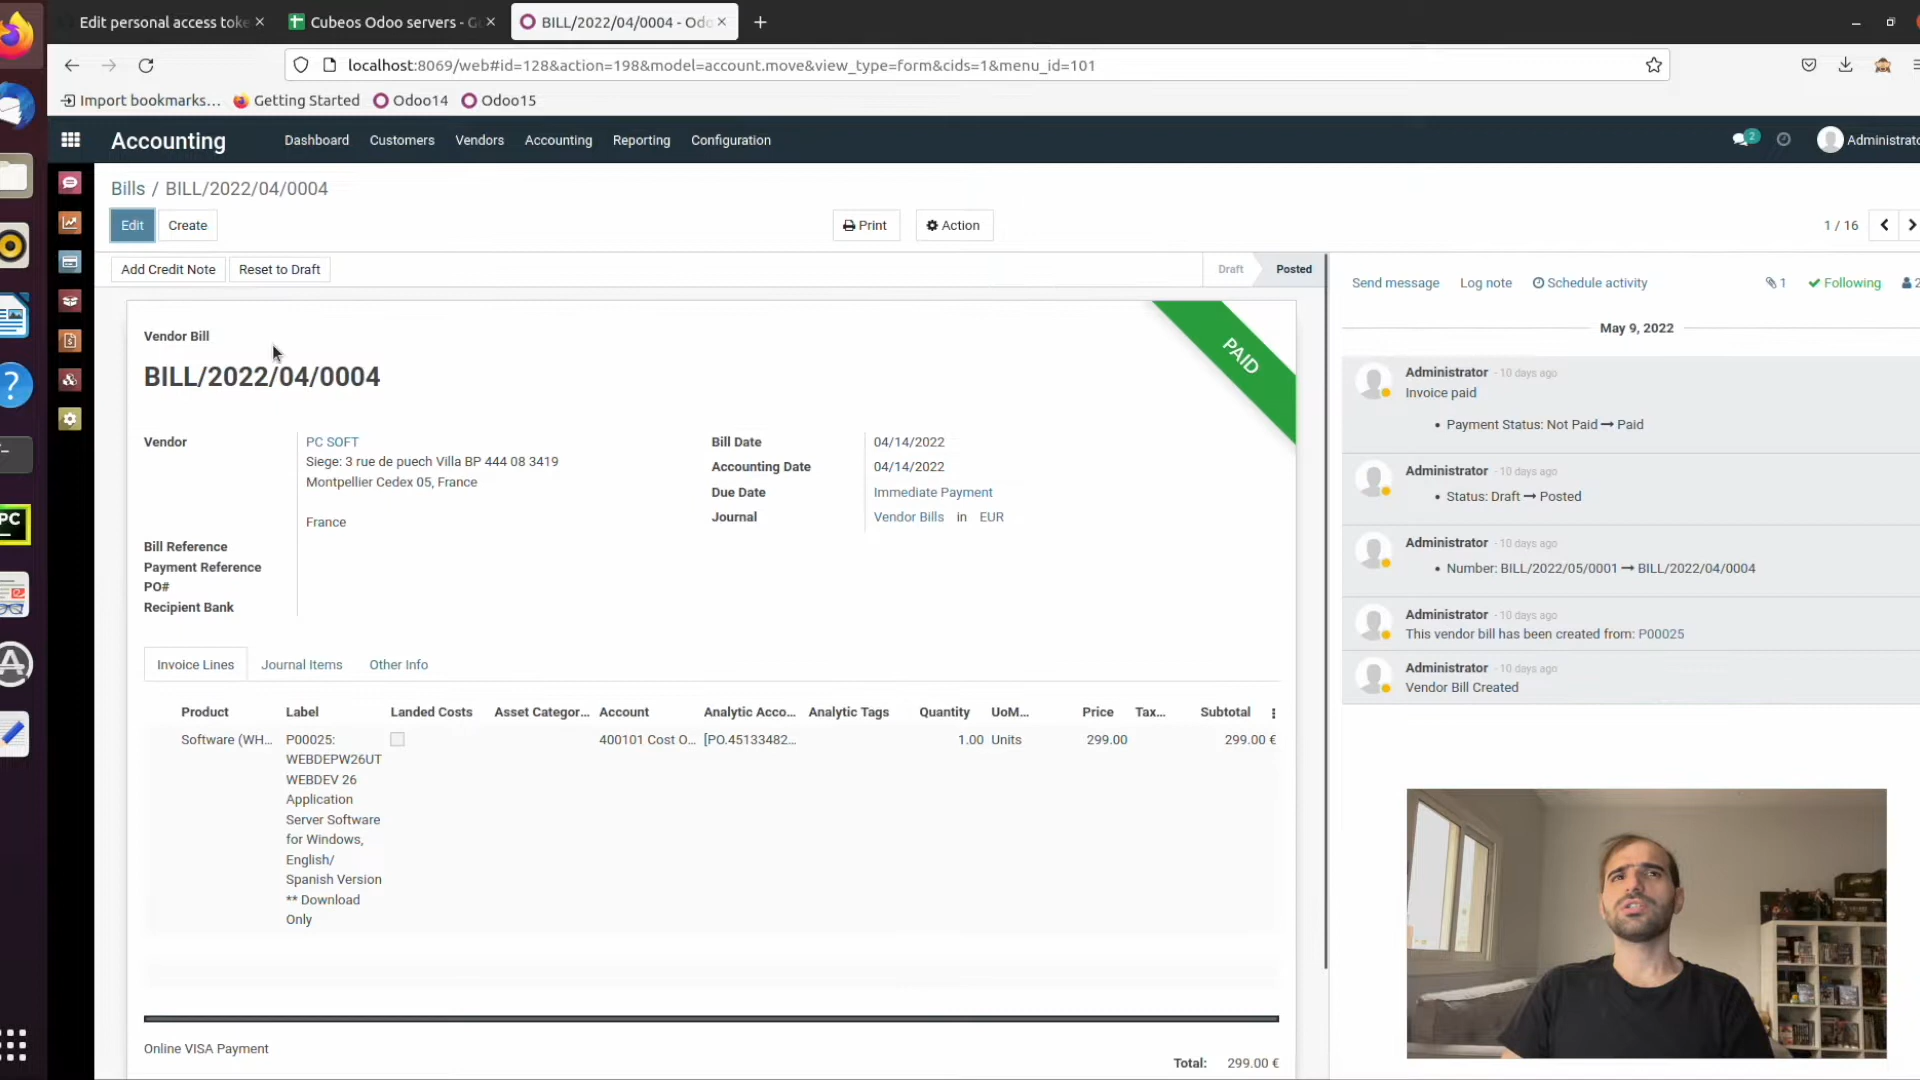 Edit personal access toke
Cubeos Odoo servers - G
BILL/2022/04/0004 - Odo
localhost:8069/web#id=128&action=198&model=account.move&view_type=form&cids=1&menu_id=101
Import bookmarks... Getting Started Odoo14 Odoo15
Accounting Dashboard Customers Vendors Accounting Reporting Configuration 2 Administrato
Bills / BILL/2022/04/0004
Edit Create Print Action 1 / 16
Add Credit Note Reset to Draft Draft Posted
Send message Log note Schedule activity 1 Following 2
May 9, 2022
Vendor Bill
BILL/2022/04/0004
PAID
Vendor PC SOFT
Siege: 3 rue de puech Villa BP 444 08 3419
Montpellier Cedex 05, France
France
Bill Reference
Payment Reference
PO#
Recipient Bank
Bill Date 04/14/2022
Accounting Date 04/14/2022
Due Date Immediate Payment
Journal Vendor Bills in EUR
Invoice Lines Journal Items Other Info
Product Label Landed Costs Asset Categor... Account Analytic Acco... Analytic Tags Quantity UoM... Price Tax... Subtotal
Software (WH... P00025: 400101 Cost O... [PO.45133482... 1.00 Units 299.00 299.00 €
WEBDEPW26UT
WEBDEV 26
Application
Server Software
for Windows,
English/
Spanish Version
** Download
Only
Online VISA Payment
Total: 299.00 €
Administrator - 10 days ago
Invoice paid
• Payment Status: Not Paid → Paid
Administrator - 10 days ago
• Status: Draft → Posted
Administrator - 10 days ago
• Number: BILL/2022/05/0001 → BILL/2022/04/0004
Administrator - 10 days ago
This vendor bill has been created from: P00025
Administrator - 10 days ago
Vendor Bill Created
PC